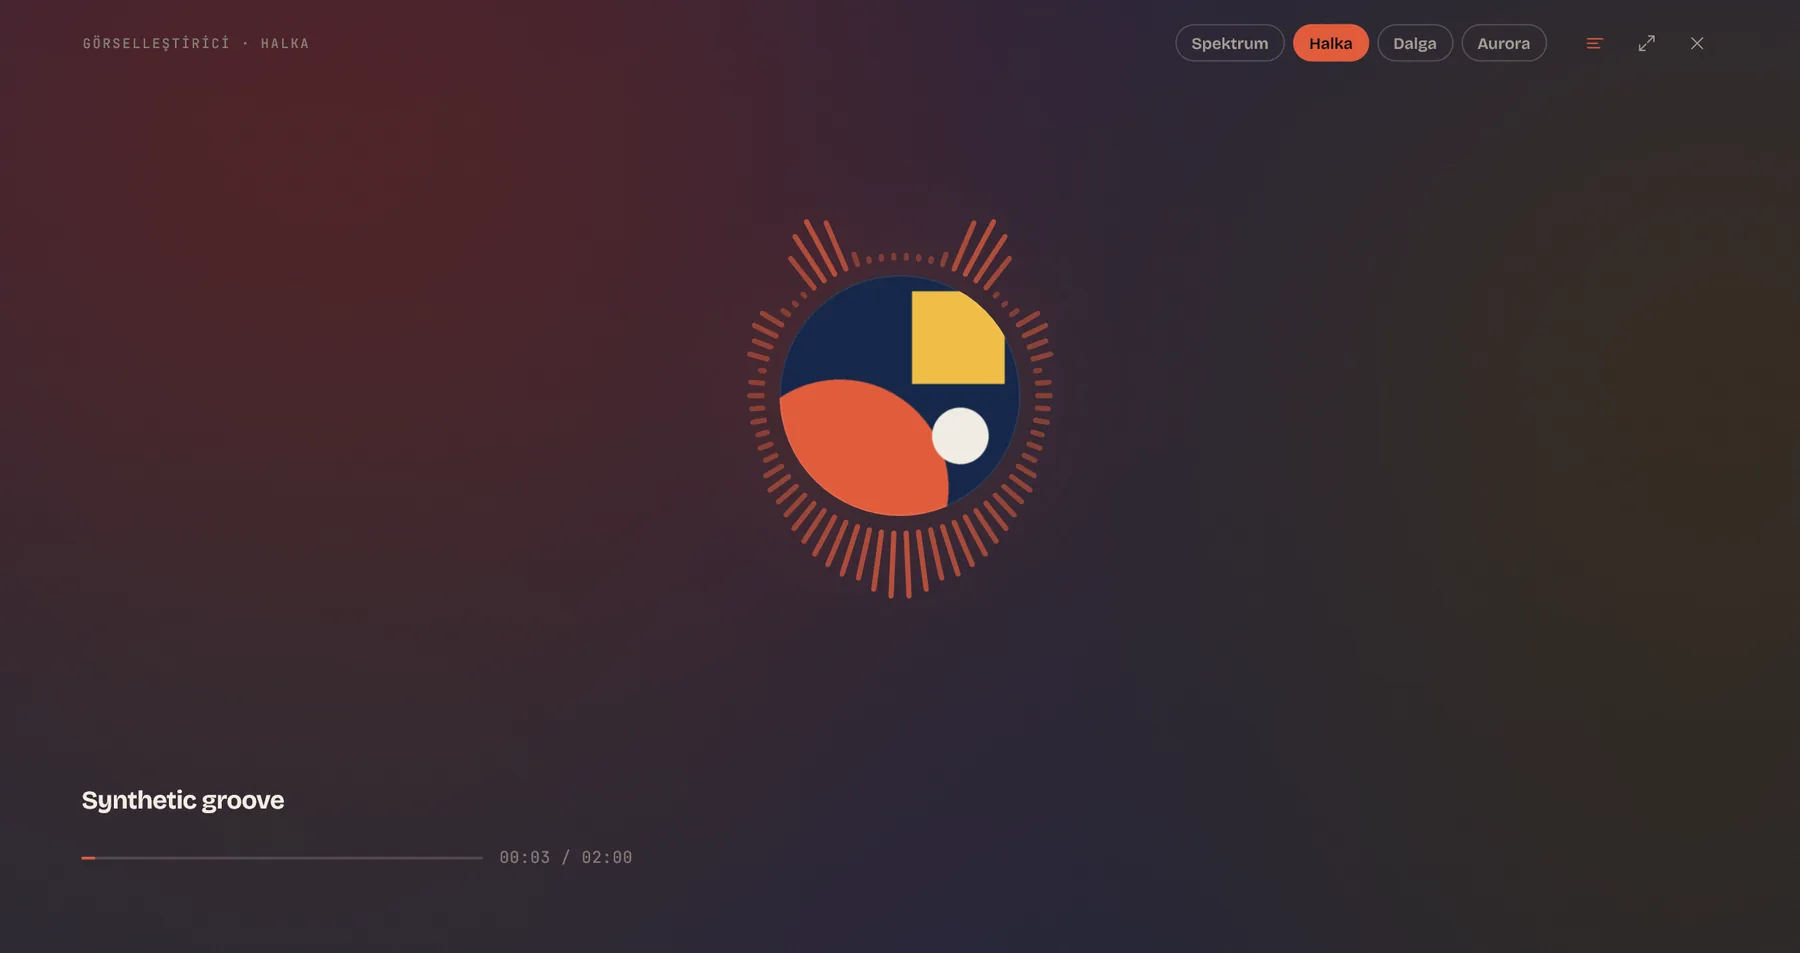 GÖRSELLEŞTİRİCİ · HALKA
Spektrum Halka Dalga Aurora
Synthetic groove
00:03 / 02:00